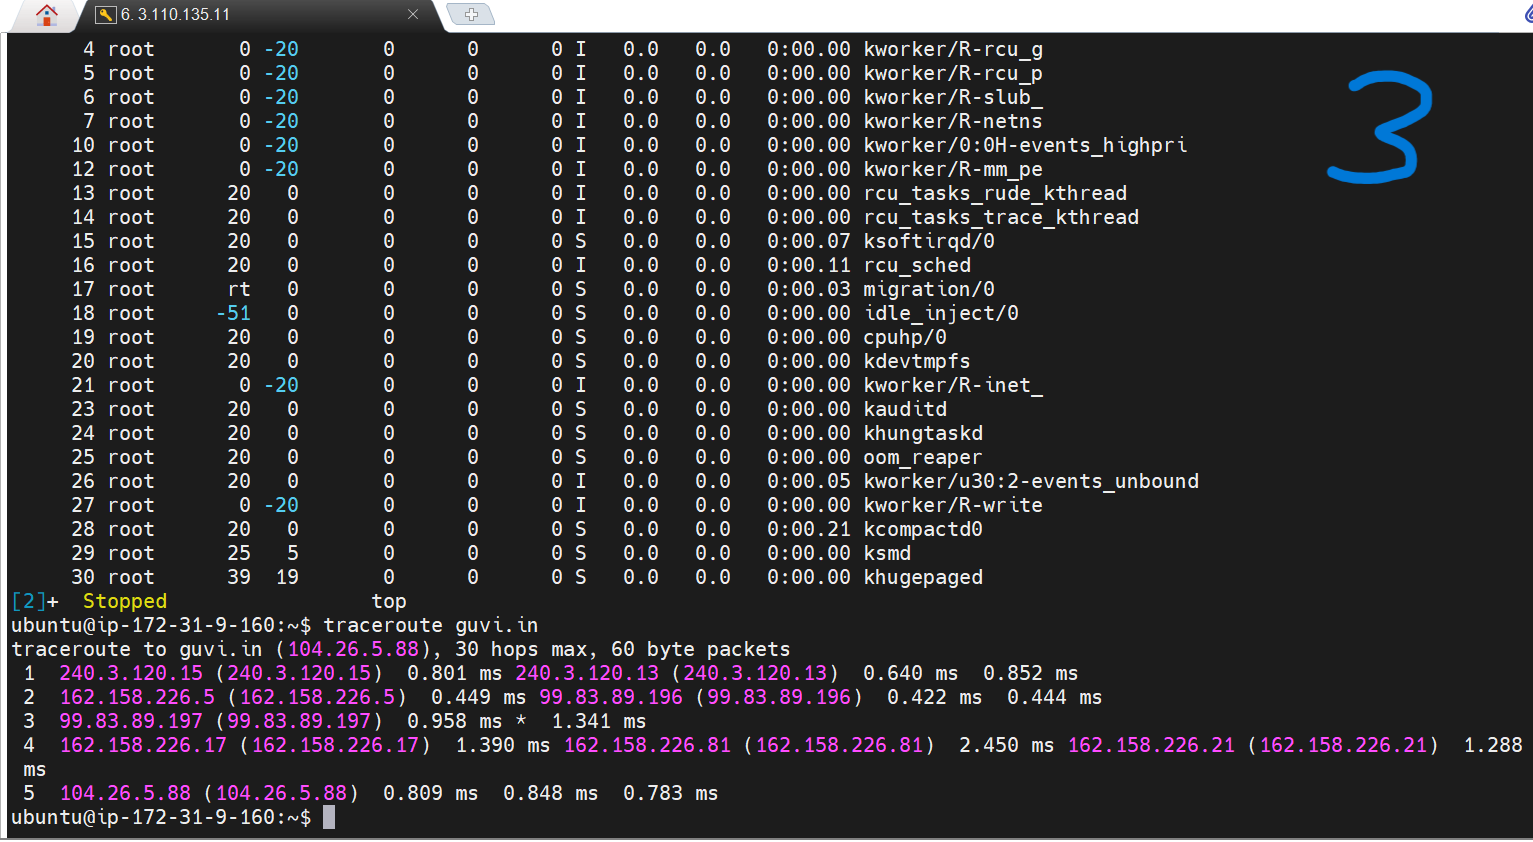 6. 3.110.135.11
4 root 0 -20 0 0 0 I 0.0 0.0 0:00.00 kworker/R-rcu_g
5 root 0 -20 0 0 0 I 0.0 0.0 0:00.00 kworker/R-rcu_p
6 root 0 -20 0 0 0 I 0.0 0.0 0:00.00 kworker/R-slub_
7 root 0 -20 0 0 0 I 0.0 0.0 0:00.00 kworker/R-netns
10 root 0 -20 0 0 0 I 0.0 0.0 0:00.00 kworker/0:0H-events_highpri
12 root 0 -20 0 0 0 I 0.0 0.0 0:00.00 kworker/R-mm_pe
13 root 20 0 0 0 0 I 0.0 0.0 0:00.00 rcu_tasks_rude_kthread
14 root 20 0 0 0 0 I 0.0 0.0 0:00.00 rcu_tasks_trace_kthread
15 root 20 0 0 0 0 S 0.0 0.0 0:00.07 ksoftirqd/0
16 root 20 0 0 0 0 I 0.0 0.0 0:00.11 rcu_sched
17 root rt 0 0 0 0 S 0.0 0.0 0:00.03 migration/0
18 root -51 0 0 0 0 S 0.0 0.0 0:00.00 idle_inject/0
19 root 20 0 0 0 0 S 0.0 0.0 0:00.00 cpuhp/0
20 root 20 0 0 0 0 S 0.0 0.0 0:00.00 kdevtmpfs
21 root 0 -20 0 0 0 I 0.0 0.0 0:00.00 kworker/R-inet_
23 root 20 0 0 0 0 S 0.0 0.0 0:00.00 kauditd
24 root 20 0 0 0 0 S 0.0 0.0 0:00.00 khungtaskd
25 root 20 0 0 0 0 S 0.0 0.0 0:00.00 oom_reaper
26 root 20 0 0 0 0 I 0.0 0.0 0:00.05 kworker/u30:2-events_unbound
27 root 0 -20 0 0 0 I 0.0 0.0 0:00.00 kworker/R-write
28 root 20 0 0 0 0 S 0.0 0.0 0:00.21 kcompactd0
29 root 25 5 0 0 0 S 0.0 0.0 0:00.00 ksmd
30 root 39 19 0 0 0 S 0.0 0.0 0:00.00 khugepaged
3
[2]+ Stopped top
ubuntu@ip-172-31-9-160:~$ traceroute guvi.in
traceroute to guvi.in (104.26.5.88), 30 hops max, 60 byte packets
1 240.3.120.15 (240.3.120.15) 0.801 ms 240.3.120.13 (240.3.120.13) 0.640 ms 0.852 ms
2 162.158.226.5 (162.158.226.5) 0.449 ms 99.83.89.196 (99.83.89.196) 0.422 ms 0.444 ms
3 99.83.89.197 (99.83.89.197) 0.958 ms * 1.341 ms
4 162.158.226.17 (162.158.226.17) 1.390 ms 162.158.226.81 (162.158.226.81) 2.450 ms 162.158.226.21 (162.158.226.21) 1.288
ms
5 104.26.5.88 (104.26.5.88) 0.809 ms 0.848 ms 0.783 ms
ubuntu@ip-172-31-9-160:~$